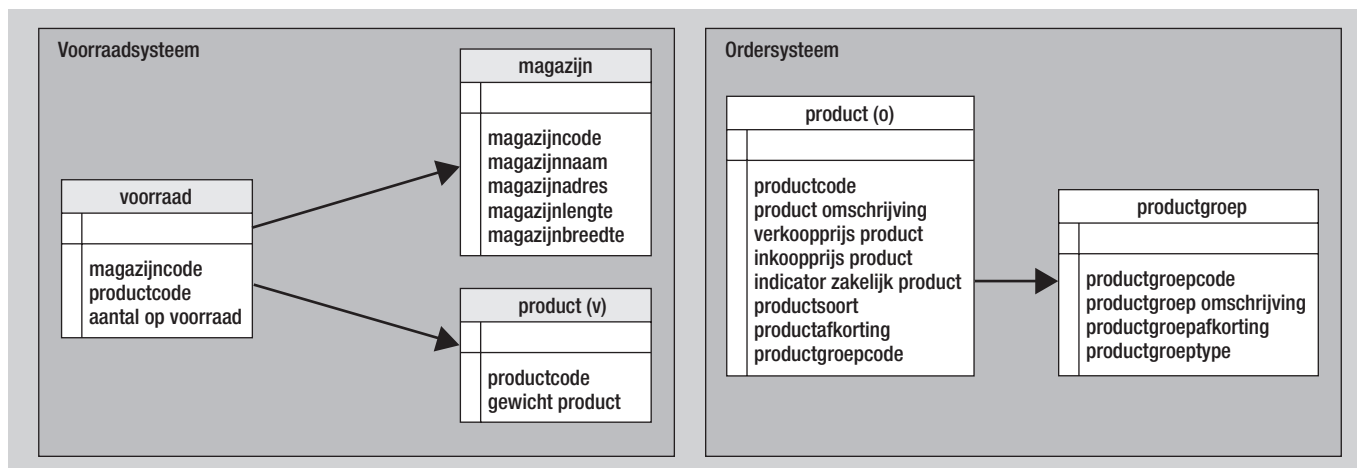 Voorraadsysteem
voorraad
magazijncode
productcode
aantal op voorraad
magazijn
magazijncode
magazijnnaam
magazijnadres
magazijnlengte
magazijnbreedte
product (v)
productcode
gewicht product
Ordersysteem
product (o)
productcode
product omschrijving
verkoopprijs product
inkoopprijs product
indicator zakelijk product
productsoort
productafkorting
productgroepcode
productgroep
productgroepcode
productgroep omschrijving
productgroepafkorting
productgroeptype